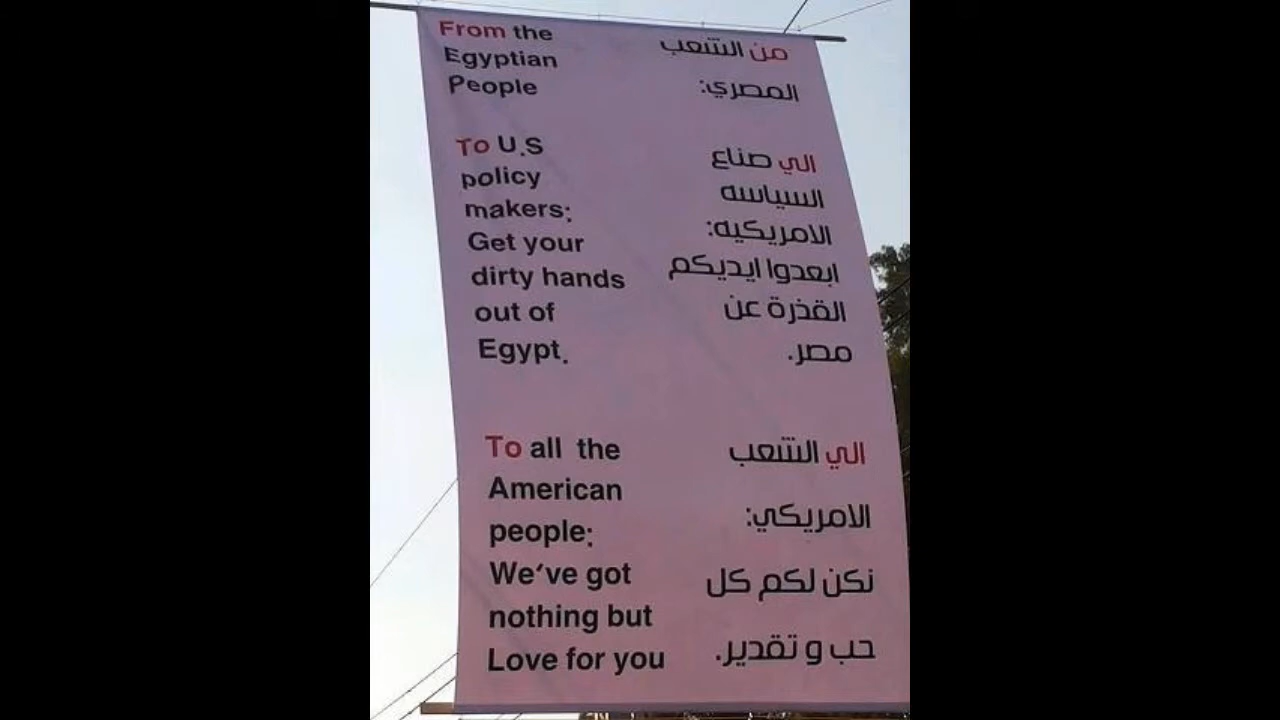 From the
Egyptian
People
To U.S
policy
makers:
Get your
dirty hands
out of
Egypt.
To all the
American
people:
We've got
nothing but
Love for you
من الشعب
المصري:
الي صناع
السياسه
الامريكيه:
ابعدوا ايديكم
القذرة عن
مصر.
الي الشعب
الامريكي:
نكن لكم كل
حب و تقدير.